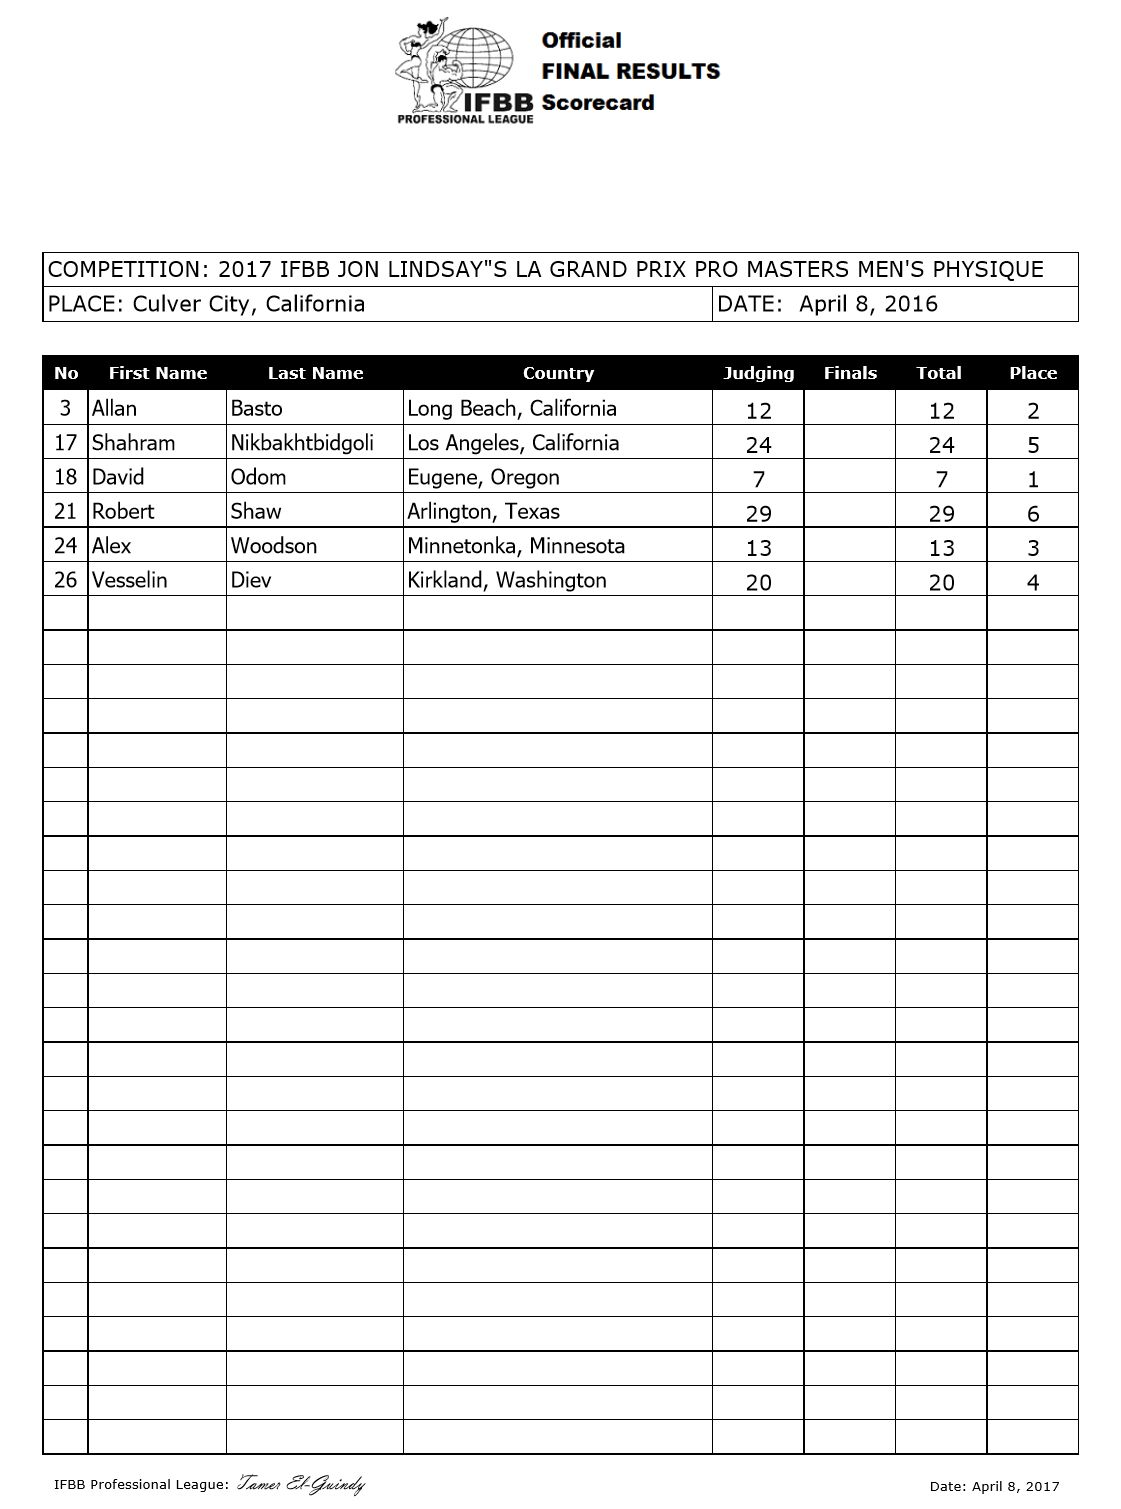 Official
FINAL RESULTS
IFBB Scorecard
PROFESSIONAL LEAGUE
COMPETITION: 2017 IFBB JON LINDSAY"S LA GRAND PRIX PRO MASTERS MEN'S PHYSIQUE
PLACE: Culver City, California DATE: April 8, 2016
No First Name Last Name Country Judging Finals Total Place
3 Allan Basto Long Beach, California 12 12 2
17 Shahram Nikbakhtbidgoli Los Angeles, California 24 24 5
18 David Odom Eugene, Oregon 7 7 1
21 Robert Shaw Arlington, Texas 29 29 6
24 Alex Woodson Minnetonka, Minnesota 13 13 3
26 Vesselin Diev Kirkland, Washington 20 20 4
IFBB Professional League: Tamer El-Guindy Date: April 8, 2017